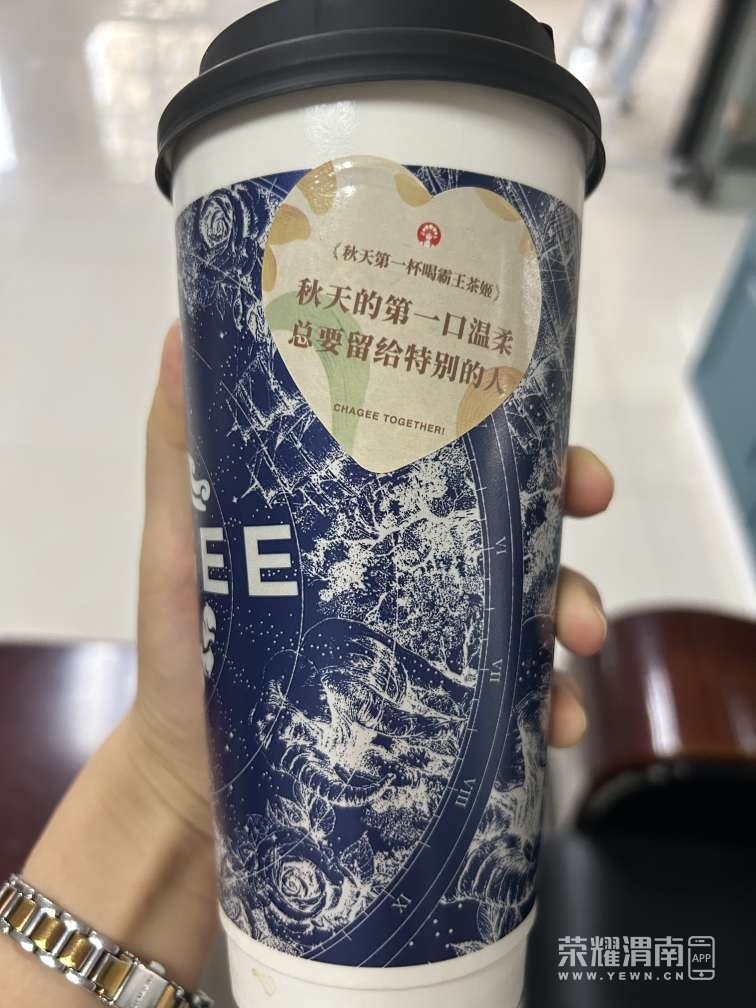 《秋天第一杯喝霸王茶姬》
秋天的第一口温柔
总要留给特别的人
CHAGEE TOGETHER!
EE
VI
VII
VIII
IX
荣耀渭南 APP
WWW.YEWN.CN